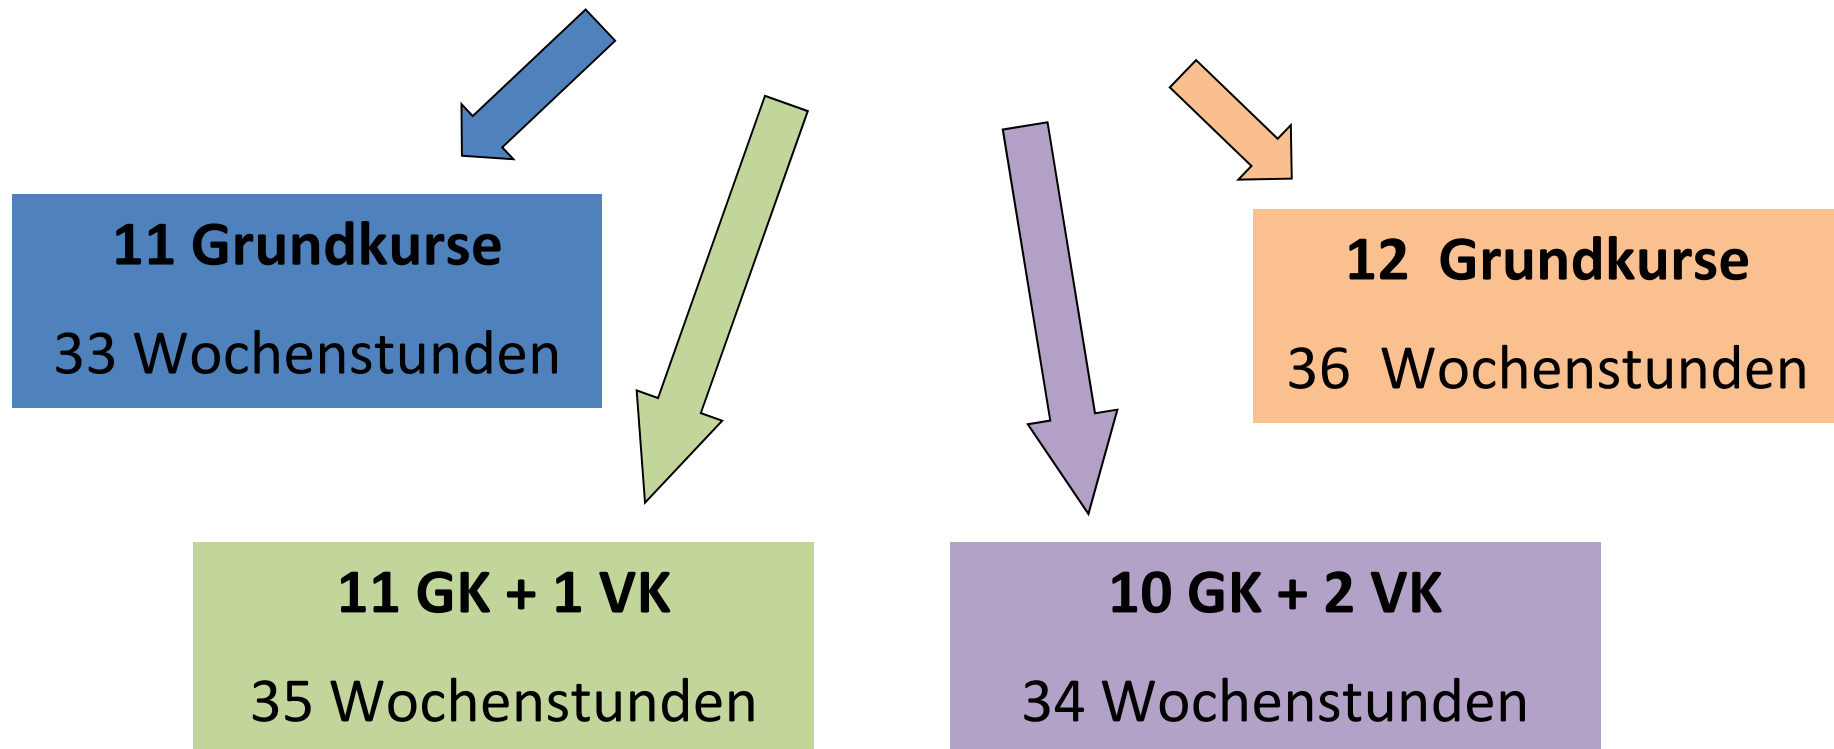 11 Grundkurse
33 Wochenstunden
12 Grundkurse
36 Wochenstunden
11 GK + 1 VK
35 Wochenstunden
10 GK + 2 VK
34 Wochenstunden